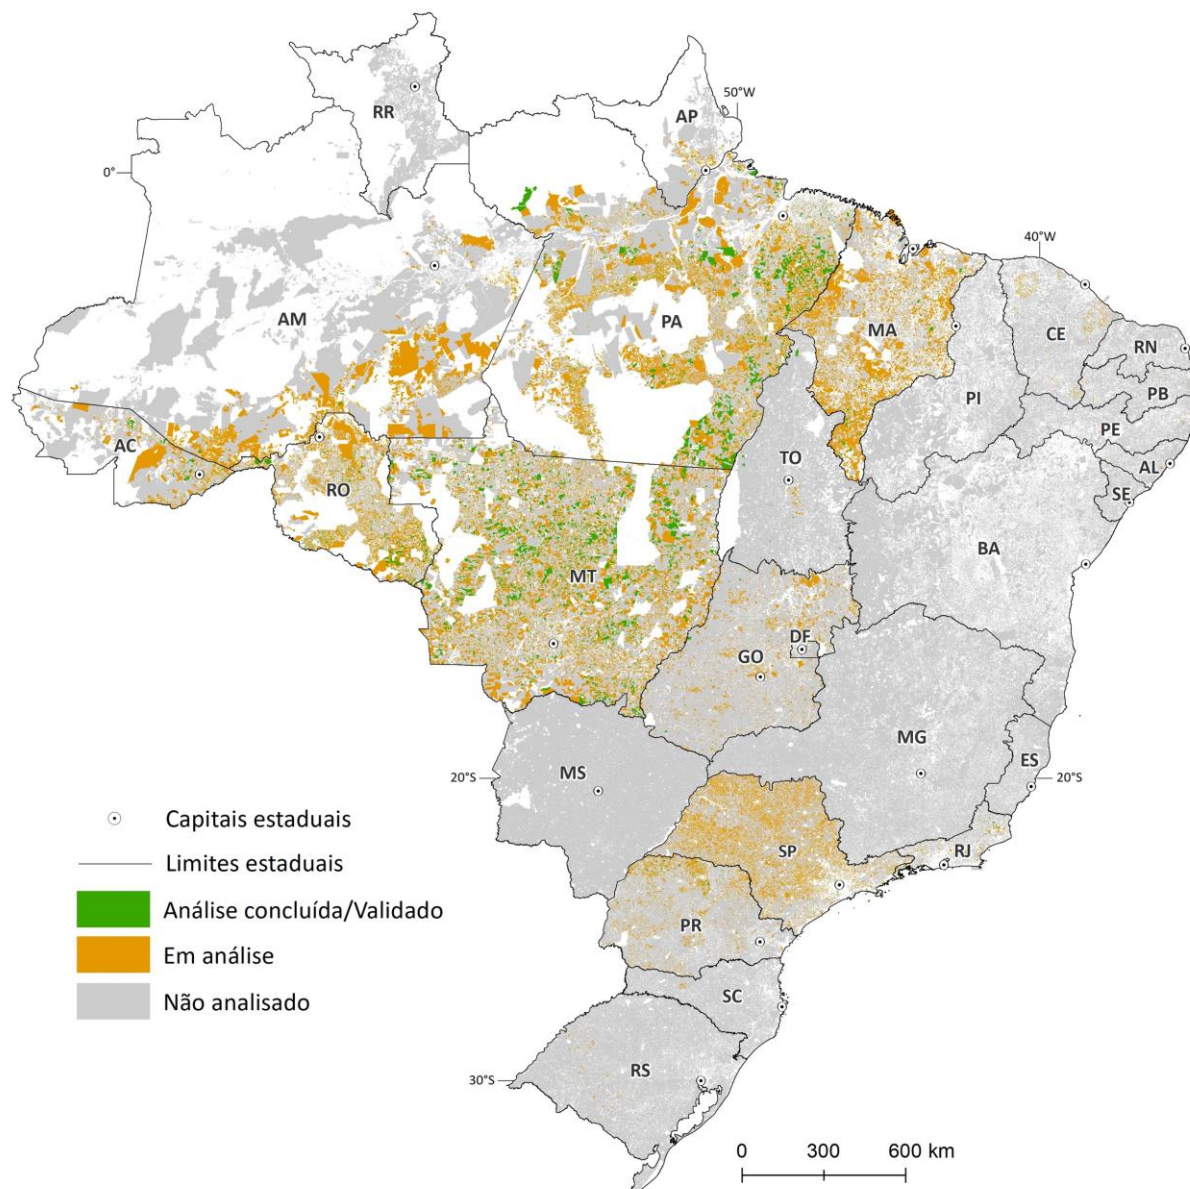 50°W
RR
AP
0°
40°W
AM
PA
MA
CE
RN
PB
PI
PE
AC
AL
TO
RO
SE
BA
MT
DF
GO
MG
ES
MS
20°S
20°S
SP
RJ
PR
SC
RS
30°S
Capitais estaduais
Limites estaduais
Análise concluída/Validado
Em análise
Não analisado
0 300 600 km